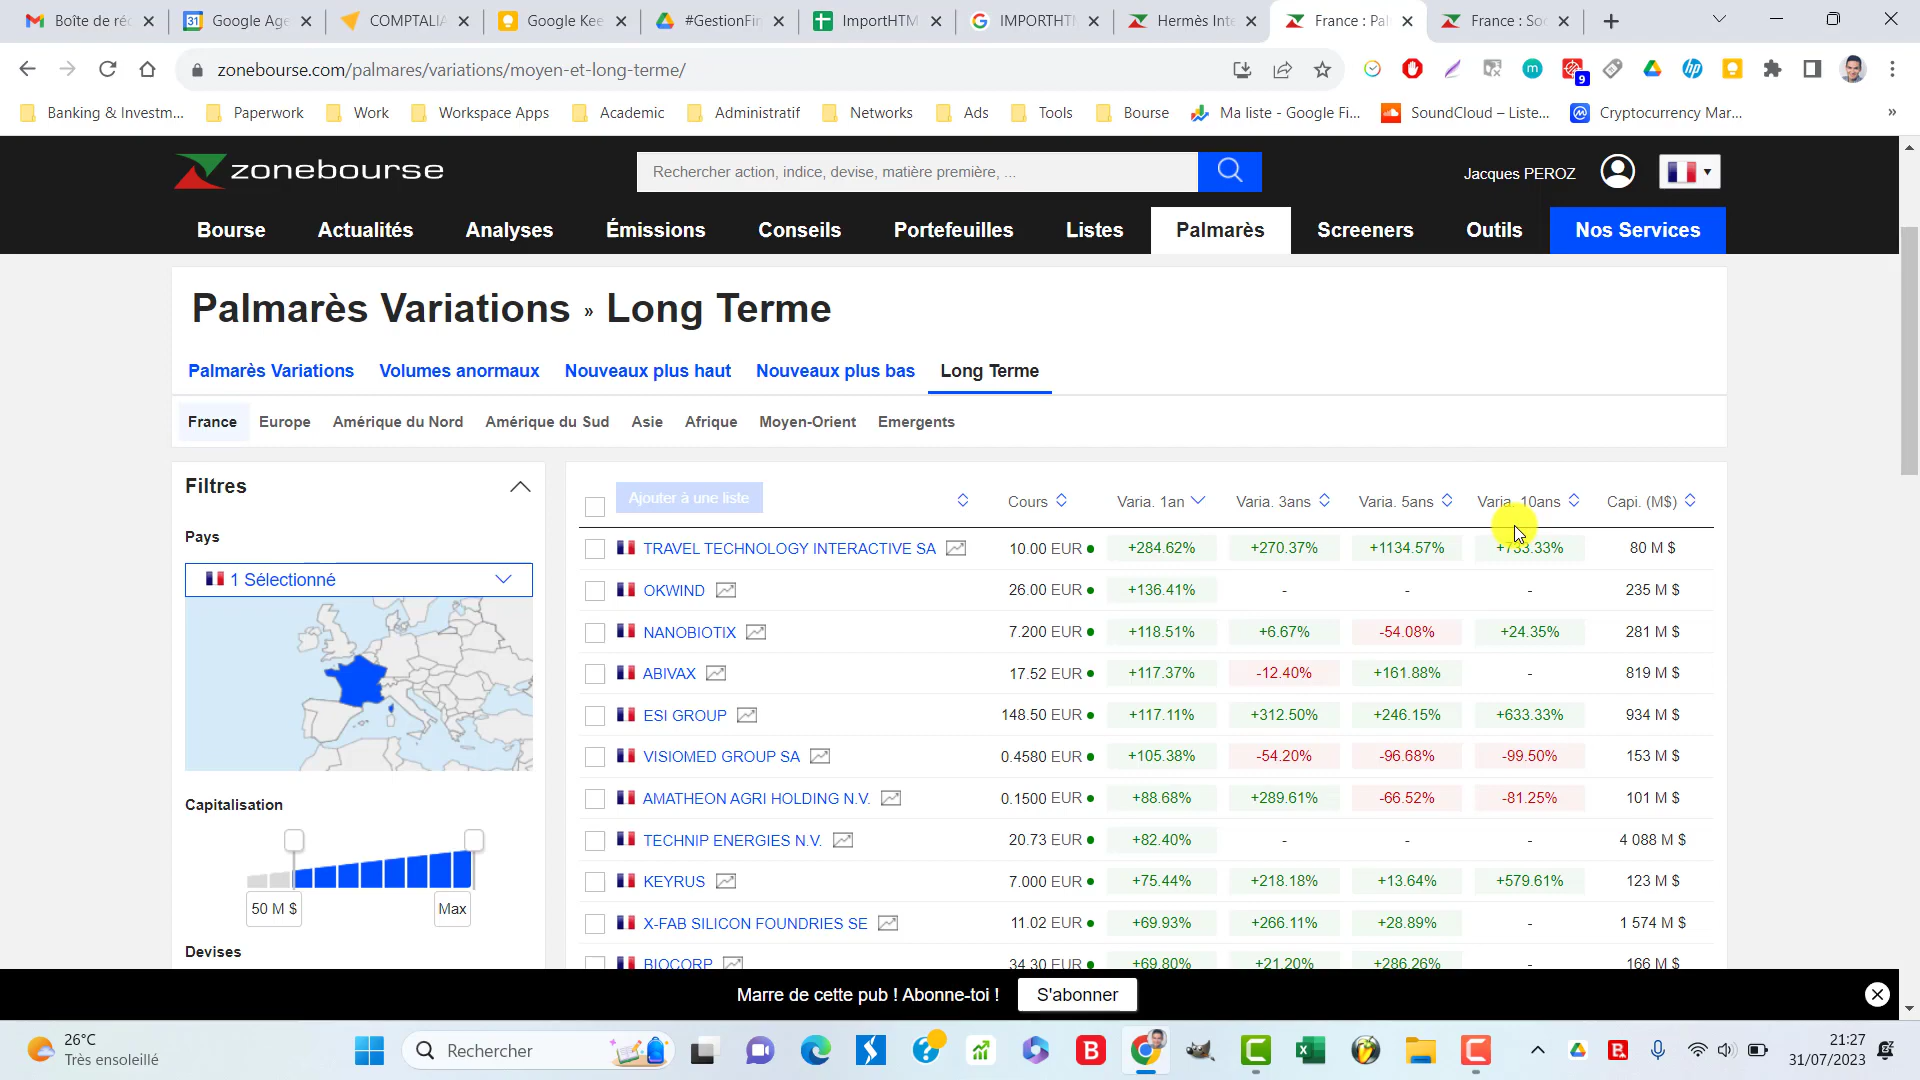 Boîte de réc
Google Age
COMPTALIA
Google Kee
#GestionFin
ImportHTM
IMPORTHTM
Hermès Inte
France : Pal
France : Soc
zonebourse.com/palmares/variations/moyen-et-long-terme/
9
Banking & Investm...
Paperwork
Work
Workspace Apps
Academic
Administratif
Networks
Ads
Tools
Bourse
Ma liste - Google Fi...
SoundCloud – Liste...
Cryptocurrency Mar...
»
zonebourse
Rechercher action, indice, devise, matière première, ...
Jacques PEROZ
Bourse
Actualités
Analyses
Émissions
Conseils
Portefeuilles
Listes
Palmarès
Screeners
Outils
Nos Services
Palmarès Variations » Long Terme
Palmarès Variations
Volumes anormaux
Nouveaux plus haut
Nouveaux plus bas
Long Terme
France
Europe
Amérique du Nord
Amérique du Sud
Asie
Afrique
Moyen-Orient
Emergents
Filtres
Pays
1 Sélectionné
Capitalisation
50 M $
Max
Devises
Ajouter à une liste Cours Varia. 1an Varia. 3ans Varia. 5ans Varia. 10ans Capi. (M$)
TRAVEL TECHNOLOGY INTERACTIVE SA 10.00 EUR +284.62% +270.37% +1134.57% +733.33% 80 M $
OKWIND 26.00 EUR +136.41% - - - 235 M $
NANOBIOTIX 7.200 EUR +118.51% +6.67% -54.08% +24.35% 281 M $
ABIVAX 17.52 EUR +117.37% -12.40% +161.88% - 819 M $
ESI GROUP 148.50 EUR +117.11% +312.50% +246.15% +633.33% 934 M $
VISIOMED GROUP SA 0.4580 EUR +105.38% -54.20% -96.68% -99.50% 153 M $
AMATHEON AGRI HOLDING N.V. 0.1500 EUR +88.68% +289.61% -66.52% -81.25% 101 M $
TECHNIP ENERGIES N.V. 20.73 EUR +82.40% - - - 4 088 M $
KEYRUS 7.000 EUR +75.44% +218.18% +13.64% +579.61% 123 M $
X-FAB SILICON FOUNDRIES SE 11.02 EUR +69.93% +266.11% +28.89% - 1 574 M $
BIOCORP 34.30 EUR +69.80% +21.20% +286.26% - 166 M $
Marre de cette pub ! Abonne-toi !
S'abonner
26°C
Très ensoleillé
Rechercher
21:27
31/07/2023